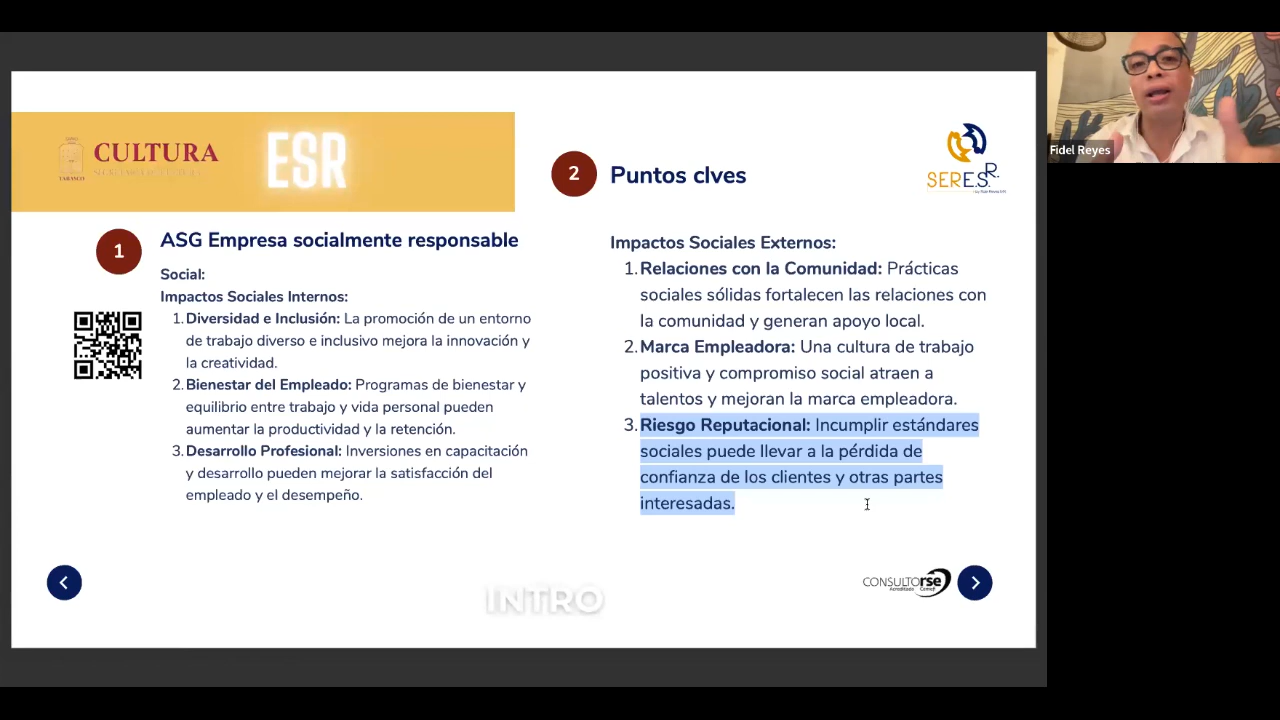 CULTURA
TABASCO
ESR
1
ASG Empresa socialmente responsable
Social:
Impactos Sociales Internos:
1. Diversidad e Inclusión: La promoción de un entorno
de trabajo diverso e inclusivo mejora la innovación y
la creatividad.
2. Bienestar del Empleado: Programas de bienestar y
equilibrio entre trabajo y vida personal pueden
aumentar la productividad y la retención.
3. Desarrollo Profesional: Inversiones en capacitación
y desarrollo pueden mejorar la satisfacción del
empleado y el desempeño.
2
Puntos clves
SERE.S.R.
Impactos Sociales Externos:
1. Relaciones con la Comunidad: Prácticas
sociales sólidas fortalecen las relaciones con
la comunidad y generan apoyo local.
2. Marca Empleadora: Una cultura de trabajo
positiva y compromiso social atraen a
talentos y mejoran la marca empleadora.
3. Riesgo Reputacional: Incumplir estándares
sociales puede llevar a la pérdida de
confianza de los clientes y otras partes
interesadas.
INTRO
CONSULTORSE
Fidel Reyes